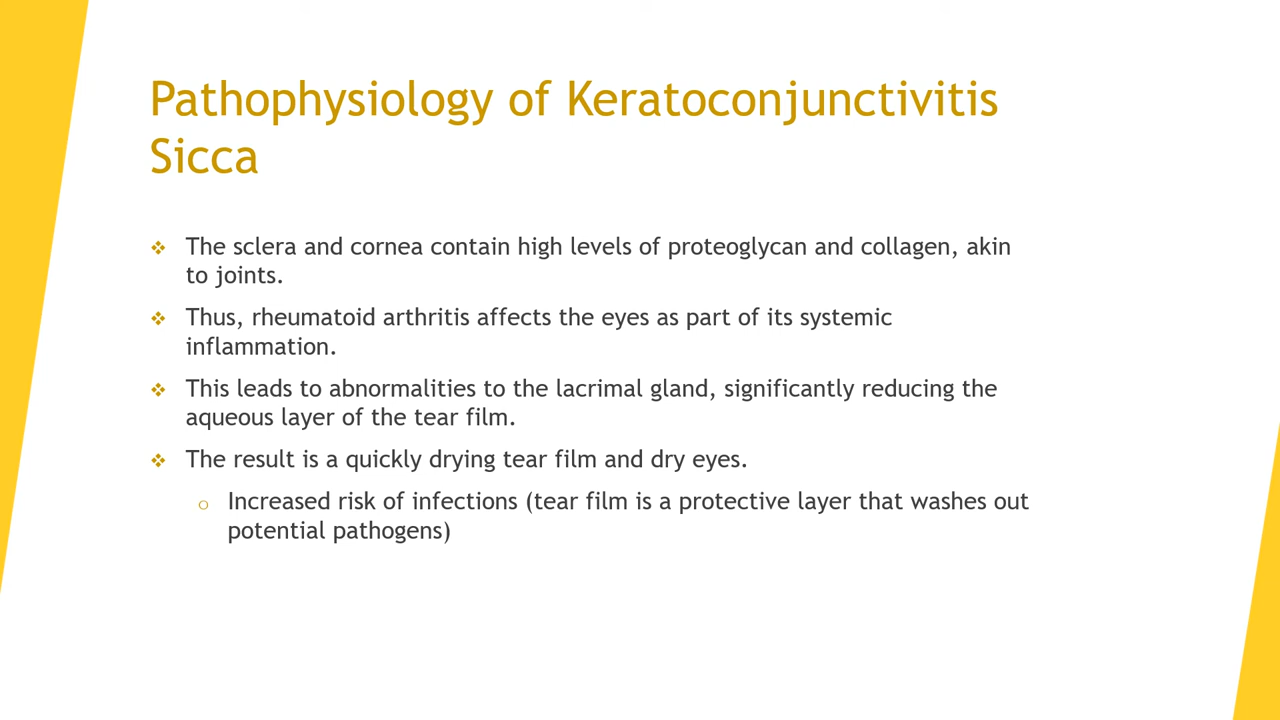 Pathophysiology of Keratoconjunctivitis
Sicca
The sclera and cornea contain high levels of proteoglycan and collagen, akin
to joints.
Thus, rheumatoid arthritis affects the eyes as part of its systemic
inflammation.
This leads to abnormalities to the lacrimal gland, significantly reducing the
aqueous layer of the tear film.
The result is a quickly drying tear film and dry eyes.
Increased risk of infections (tear film is a protective layer that washes out
potential pathogens)